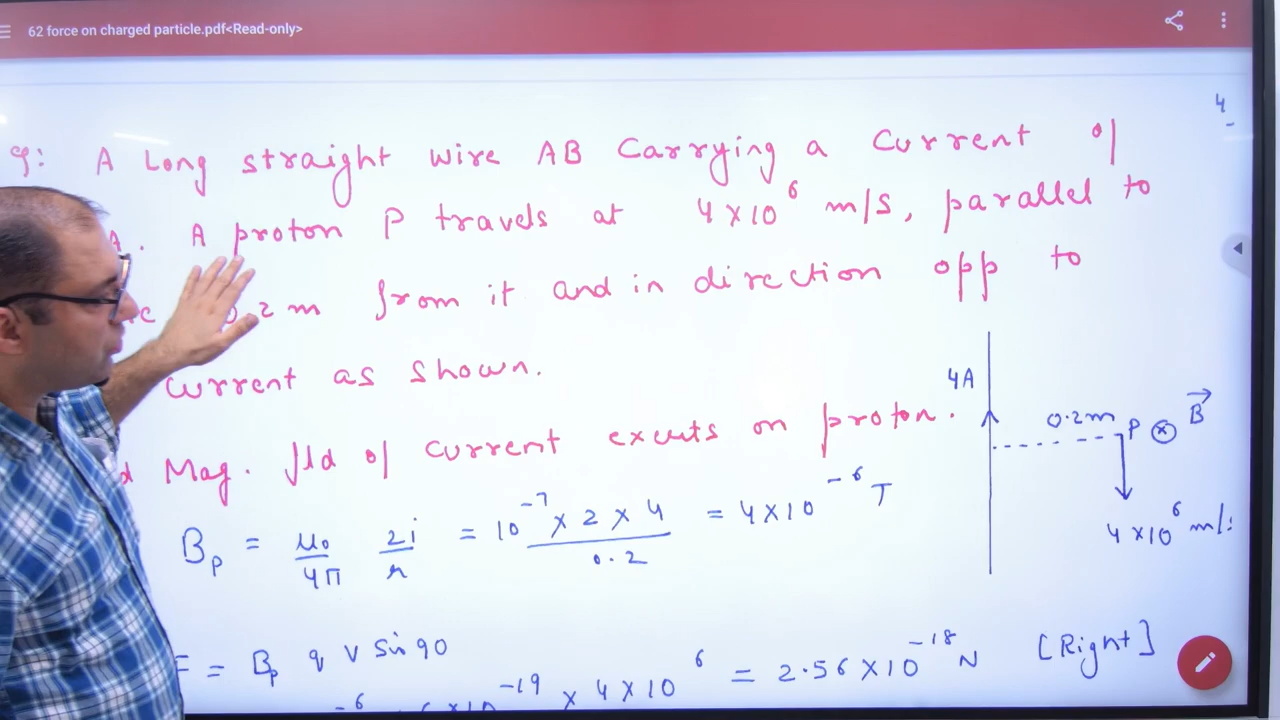 62 force on charged particle.pdf<Read-only>
4
q: A Long straight wire AB Carrying a Current of
A. A proton P travels at 4×10⁶ m/s, parallel to
0.2m from it and in direction opp to
Current as shown.
Mag. fld of current exerts on proton.
4A
0.2m
P ⊗ B⃗
4×10⁶ m/s
Bₚ = μ₀/4π 2i/r = 10⁻⁷×2×4/0.2 = 4×10⁻⁶ T
F = Bₚ q v sin 90
⁻¹⁹ × 4×10⁶ = 2.56×10⁻¹⁸ N [Right]